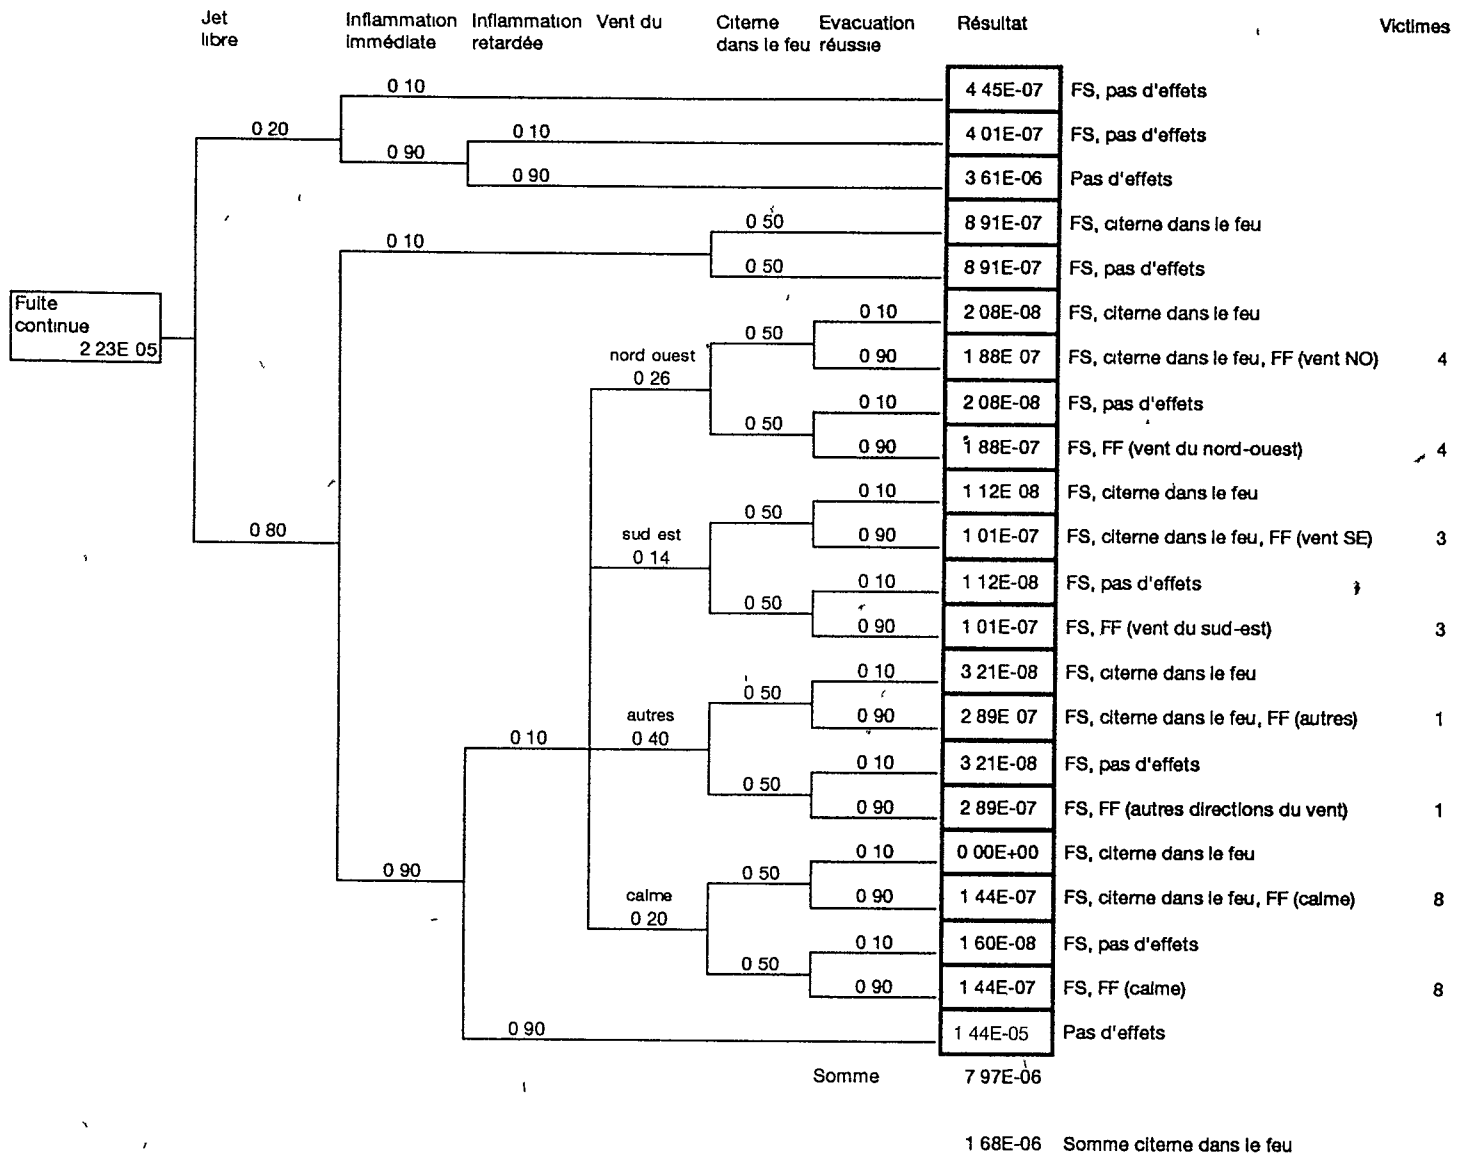 Jet libre
Inflammation immédiate
Inflammation retardée
Vent du
Citerne dans le feu
Evacuation réussie
Résultat
Victimes
0 10
4 45E-07 FS, pas d'effets
0 20
0 10
4 01E-07 FS, pas d'effets
0 90
0 90
3 61E-06 Pas d'effets
0 50
8 91E-07 FS, citerne dans le feu
0 10
0 50
8 91E-07 FS, pas d'effets
Fuite
continue
2 23E 05
0 10
2 08E-08 FS, citerne dans le feu
0 50
nord ouest
0 26
0 90
1 88E 07 FS, citerne dans le feu, FF (vent NO) 4
0 10
2 08E-08 FS, pas d'effets
0 50
0 90
1 88E-07 FS, FF (vent du nord-ouest) 4
0 10
1 12E 08 FS, citerne dans le feu
0 50
0 80
sud est
0 14
0 90
1 01E-07 FS, citerne dans le feu, FF (vent SE) 3
0 10
1 12E-08 FS, pas d'effets
0 50
0 90
1 01E-07 FS, FF (vent du sud-est) 3
0 10
3 21E-08 FS, citerne dans le feu
0 50
autres
0 40
0 10
0 90
2 89E 07 FS, citerne dans le feu, FF (autres) 1
0 10
3 21E-08 FS, pas d'effets
0 50
0 90
2 89E-07 FS, FF (autres directions du vent) 1
0 10
0 00E+00 FS, citerne dans le feu
0 50
0 90
calme
0 20
0 90
1 44E-07 FS, citerne dans le feu, FF (calme) 8
0 10
1 60E-08 FS, pas d'effets
0 50
0 90
1 44E-07 FS, FF (calme) 8
0 90
1 44E-05 Pas d'effets
Somme 7 97E-06
1 68E-06 Somme citerne dans le feu